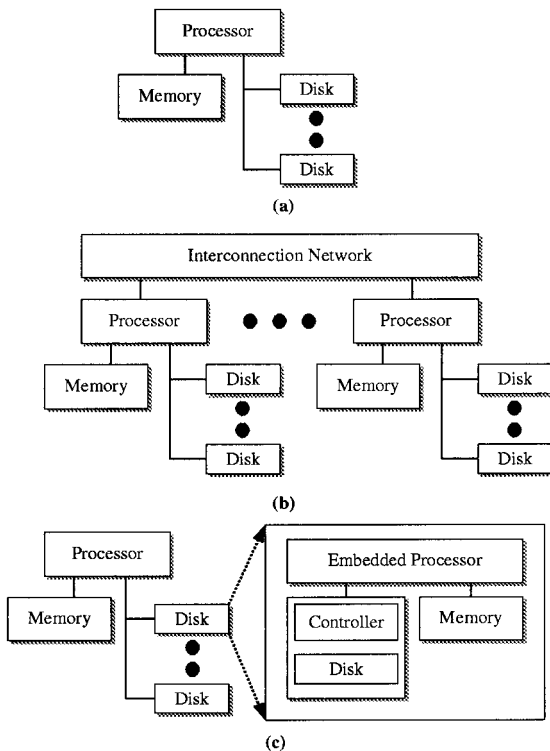 Processor
Memory
Disk
Disk
(a)
Interconnection Network
Processor
Processor
Memory
Disk
Disk
Memory
Disk
Disk
(b)
Processor
Memory
Disk
Disk
Embedded Processor
Controller
Disk
Memory
(c)